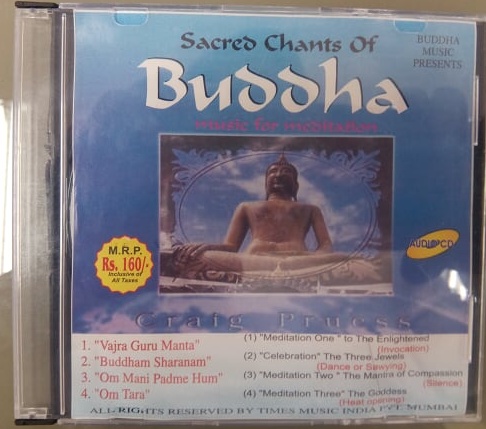 Sacred Chants Of
BUDDHA
MUSIC
PRESENTS
Buddha
music for meditation
AUDIO CD
M.R.P.
Rs. 160/-
Inclusive of
All Taxes
Craig Pruess
1. "Vajra Guru Manta"
2. "Buddham Sharanam"
3. "Om Mani Padme Hum"
4. "Om Tara"
(1) "Meditation One" to The Enlightened
(Invocation)
(2) "Celebration" The Three Jewels
(Dance or Sawying)
(3) "Meditation Two" The Mantra of Compassion
(Silence)
(4) "Meditation Three" The Goddess
(Heat opening)
ALL RIGHTS RESERVED BY TIMES MUSIC INDIA PVT. MUMBAI